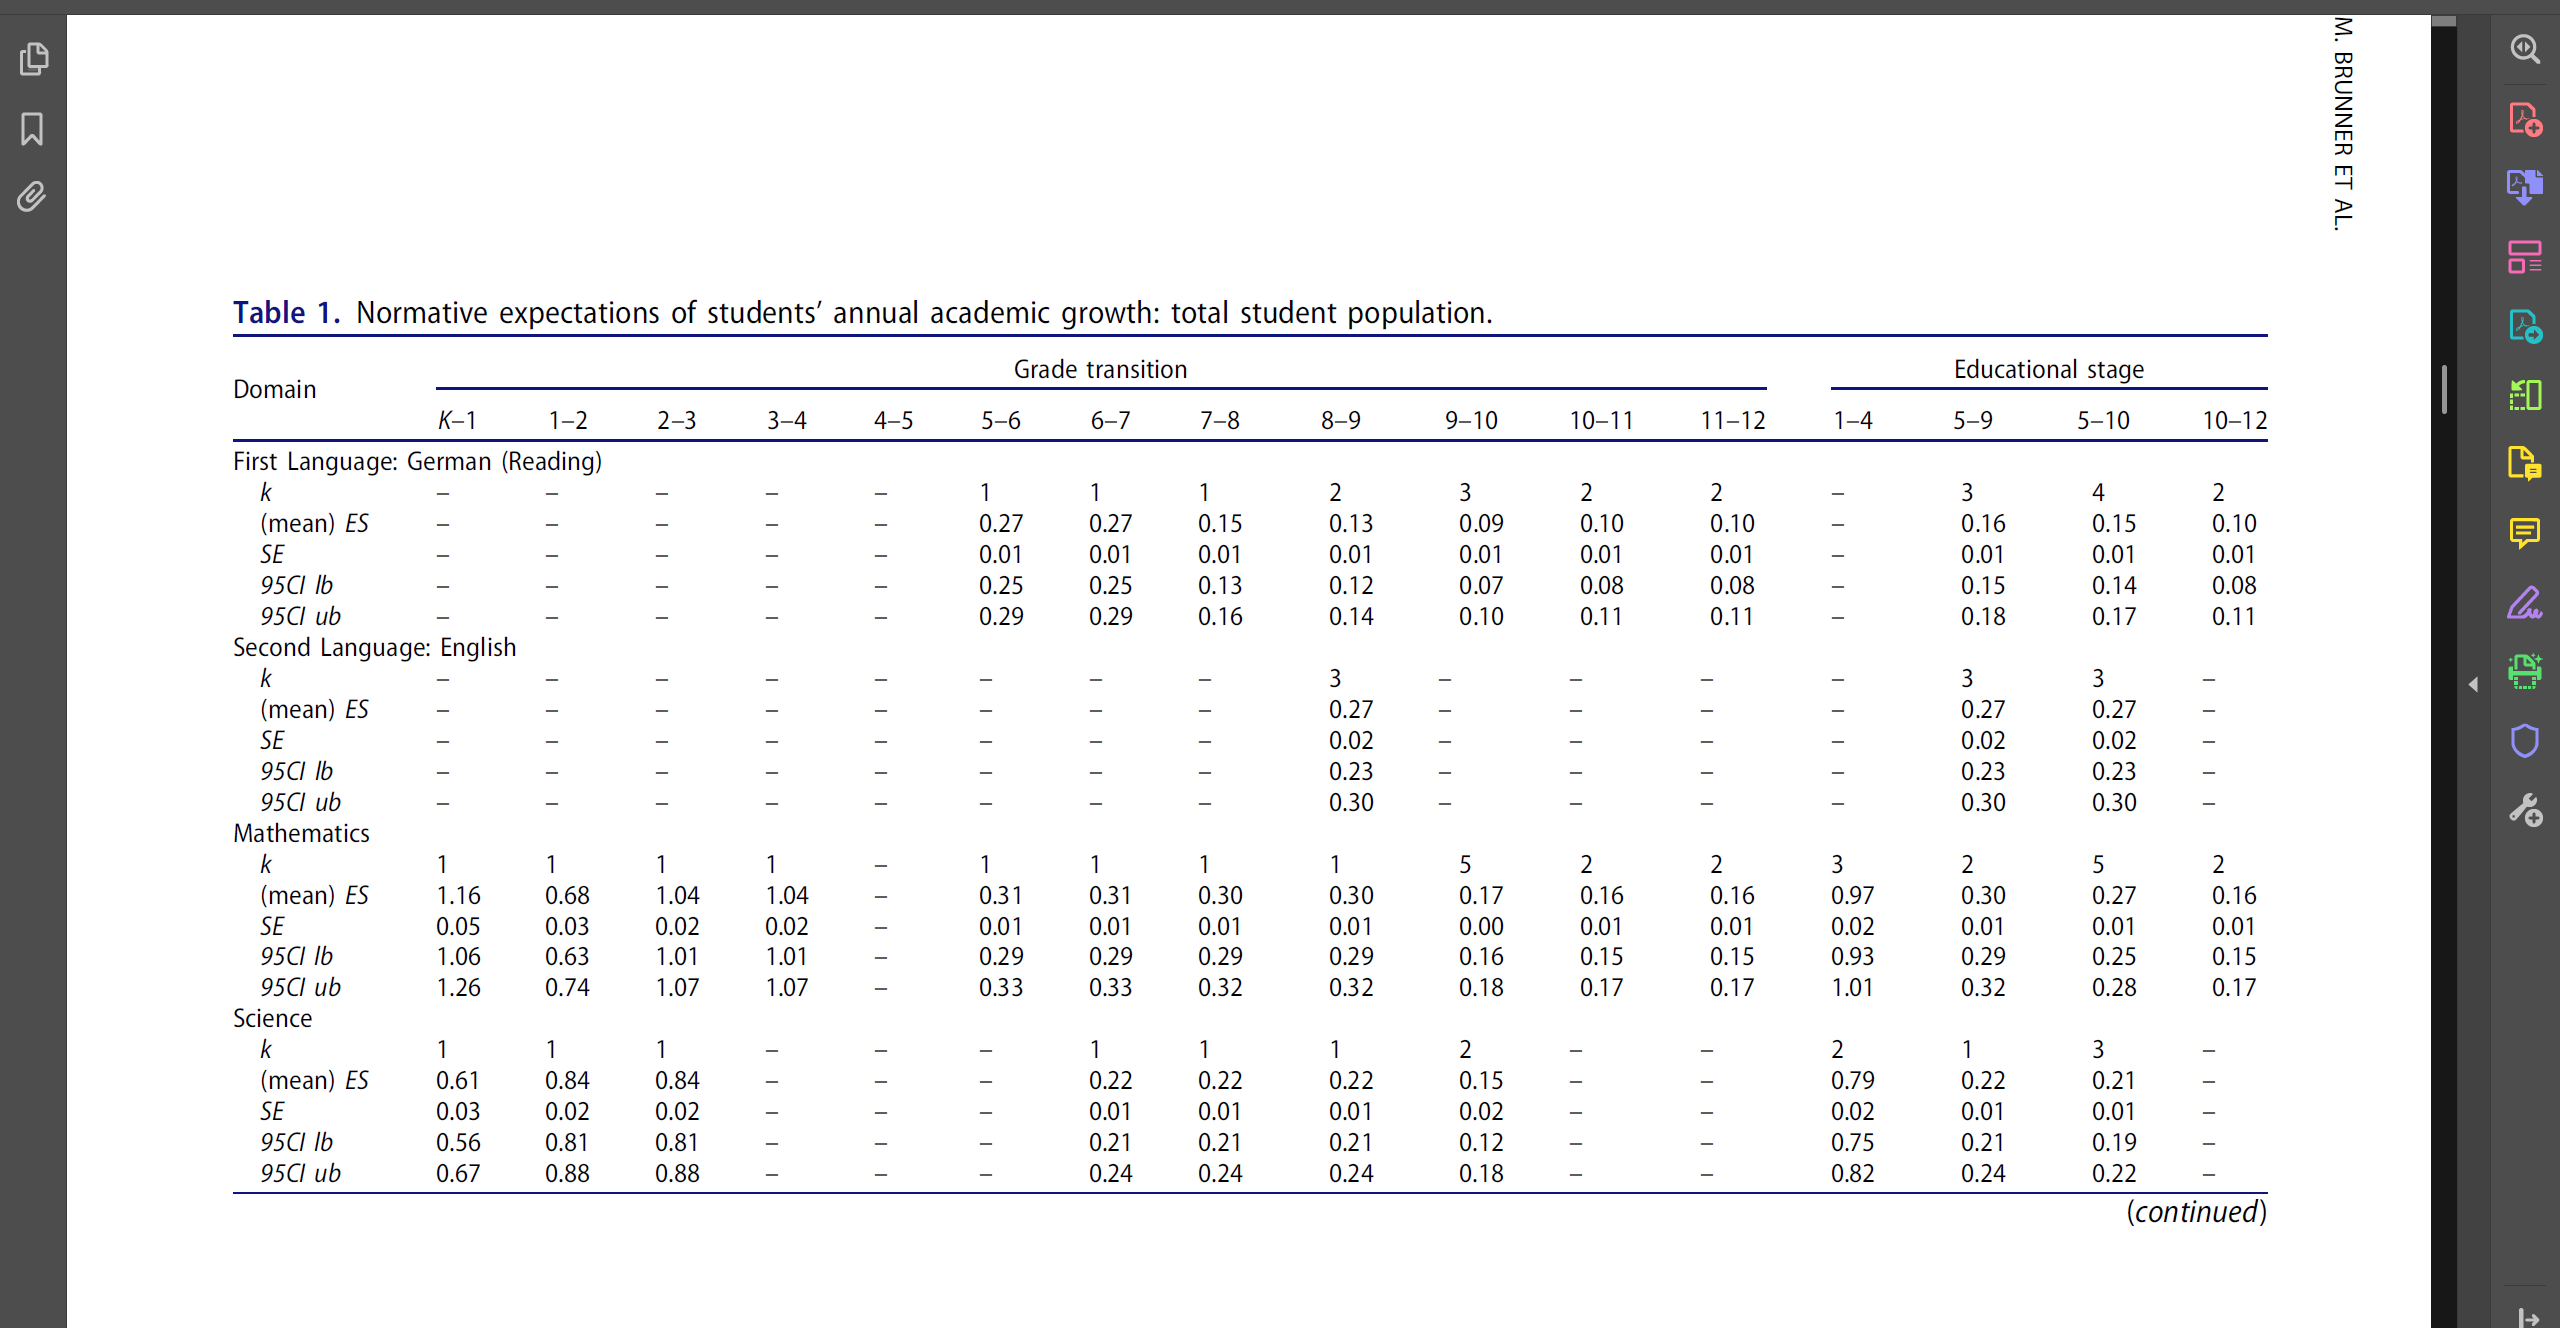 M. BRUNNER ET AL.
Table 1. Normative expectations of students’ annual academic growth: total student population.
Grade transition Educational stage
Domain
K–1 1–2 2–3 3–4 4–5 5–6 6–7 7–8 8–9 9–10 10–11 11–12 1–4 5–9 5–10 10–12
First Language: German (Reading)
k – – – – – 1 1 1 2 3 2 2 – 3 4 2
(mean) ES – – – – – 0.27 0.27 0.15 0.13 0.09 0.10 0.10 – 0.16 0.15 0.10
SE – – – – – 0.01 0.01 0.01 0.01 0.01 0.01 0.01 – 0.01 0.01 0.01
95CI lb – – – – – 0.25 0.25 0.13 0.12 0.07 0.08 0.08 – 0.15 0.14 0.08
95CI ub – – – – – 0.29 0.29 0.16 0.14 0.10 0.11 0.11 – 0.18 0.17 0.11
Second Language: English
k – – – – – – – – 3 – – – – 3 3 –
(mean) ES – – – – – – – – 0.27 – – – – 0.27 0.27 –
SE – – – – – – – – 0.02 – – – – 0.02 0.02 –
95CI lb – – – – – – – – 0.23 – – – – 0.23 0.23 –
95CI ub – – – – – – – – 0.30 – – – – 0.30 0.30 –
Mathematics
k 1 1 1 1 – 1 1 1 1 5 2 2 3 2 5 2
(mean) ES 1.16 0.68 1.04 1.04 – 0.31 0.31 0.30 0.30 0.17 0.16 0.16 0.97 0.30 0.27 0.16
SE 0.05 0.03 0.02 0.02 – 0.01 0.01 0.01 0.01 0.00 0.01 0.01 0.02 0.01 0.01 0.01
95CI lb 1.06 0.63 1.01 1.01 – 0.29 0.29 0.29 0.29 0.16 0.15 0.15 0.93 0.29 0.25 0.15
95CI ub 1.26 0.74 1.07 1.07 – 0.33 0.33 0.32 0.32 0.18 0.17 0.17 1.01 0.32 0.28 0.17
Science
k 1 1 1 – – – 1 1 1 2 – – 2 1 3 –
(mean) ES 0.61 0.84 0.84 – – – 0.22 0.22 0.22 0.15 – – 0.79 0.22 0.21 –
SE 0.03 0.02 0.02 – – – 0.01 0.01 0.01 0.02 – – 0.02 0.01 0.01 –
95CI lb 0.56 0.81 0.81 – – – 0.21 0.21 0.21 0.12 – – 0.75 0.21 0.19 –
95CI ub 0.67 0.88 0.88 – – – 0.24 0.24 0.24 0.18 – – 0.82 0.24 0.22 –
(continued)